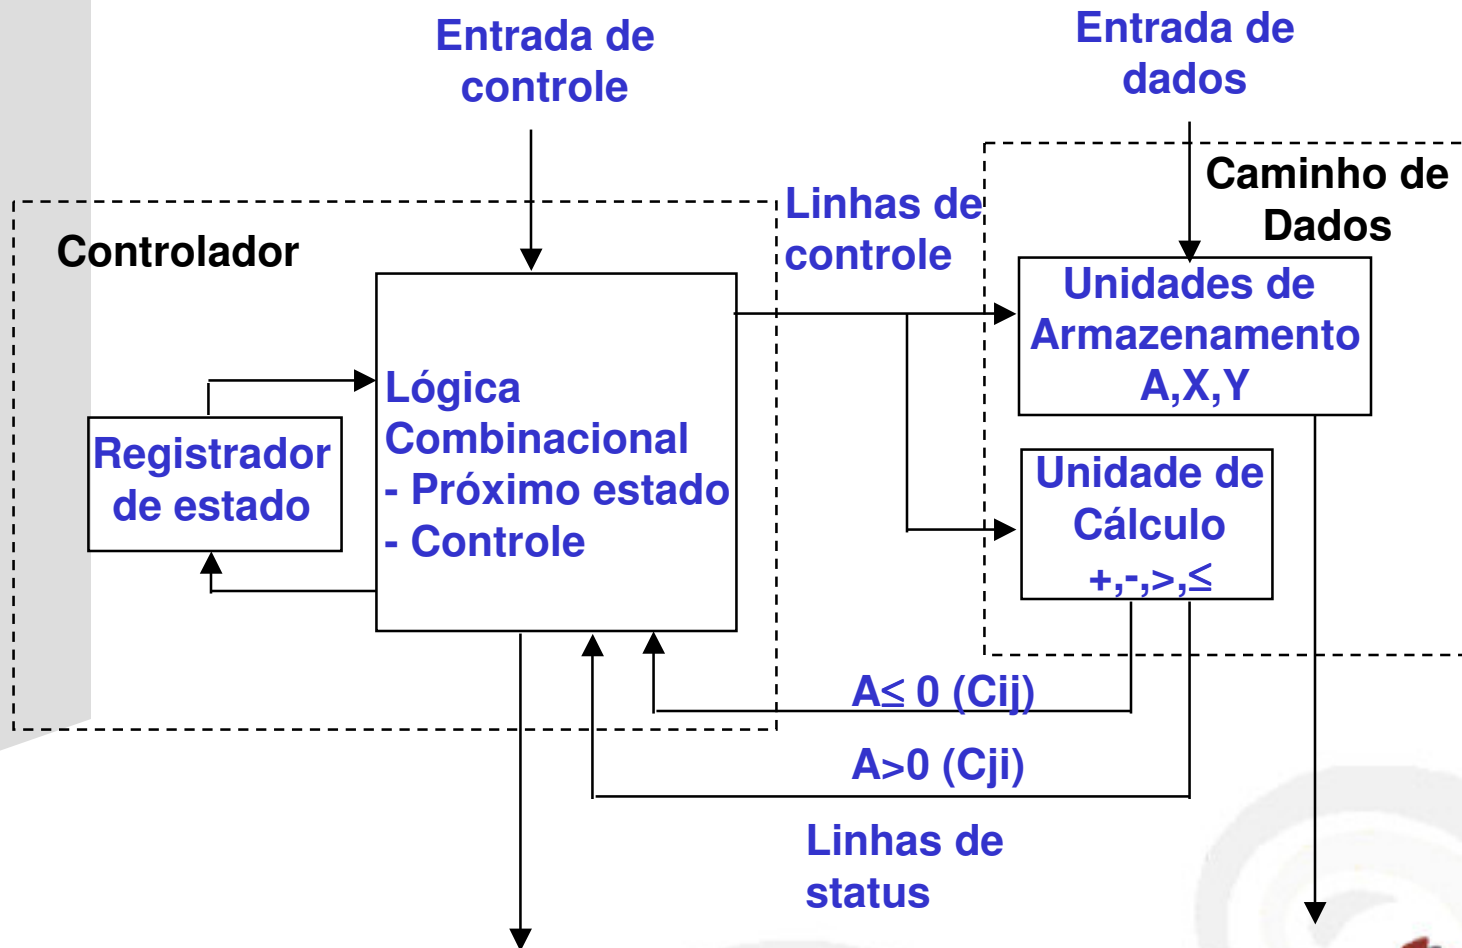 Entrada de
controle
Entrada de
dados
Caminho de
Dados
Linhas de
controle
Controlador
Unidades de
Armazenamento
A,X,Y
Lógica
Combinacional
- Próximo estado
- Controle
Registrador
de estado
Unidade de
Cálculo
+,-,>,≤
A≤ 0 (Cij)
A>0 (Cji)
Linhas de
status